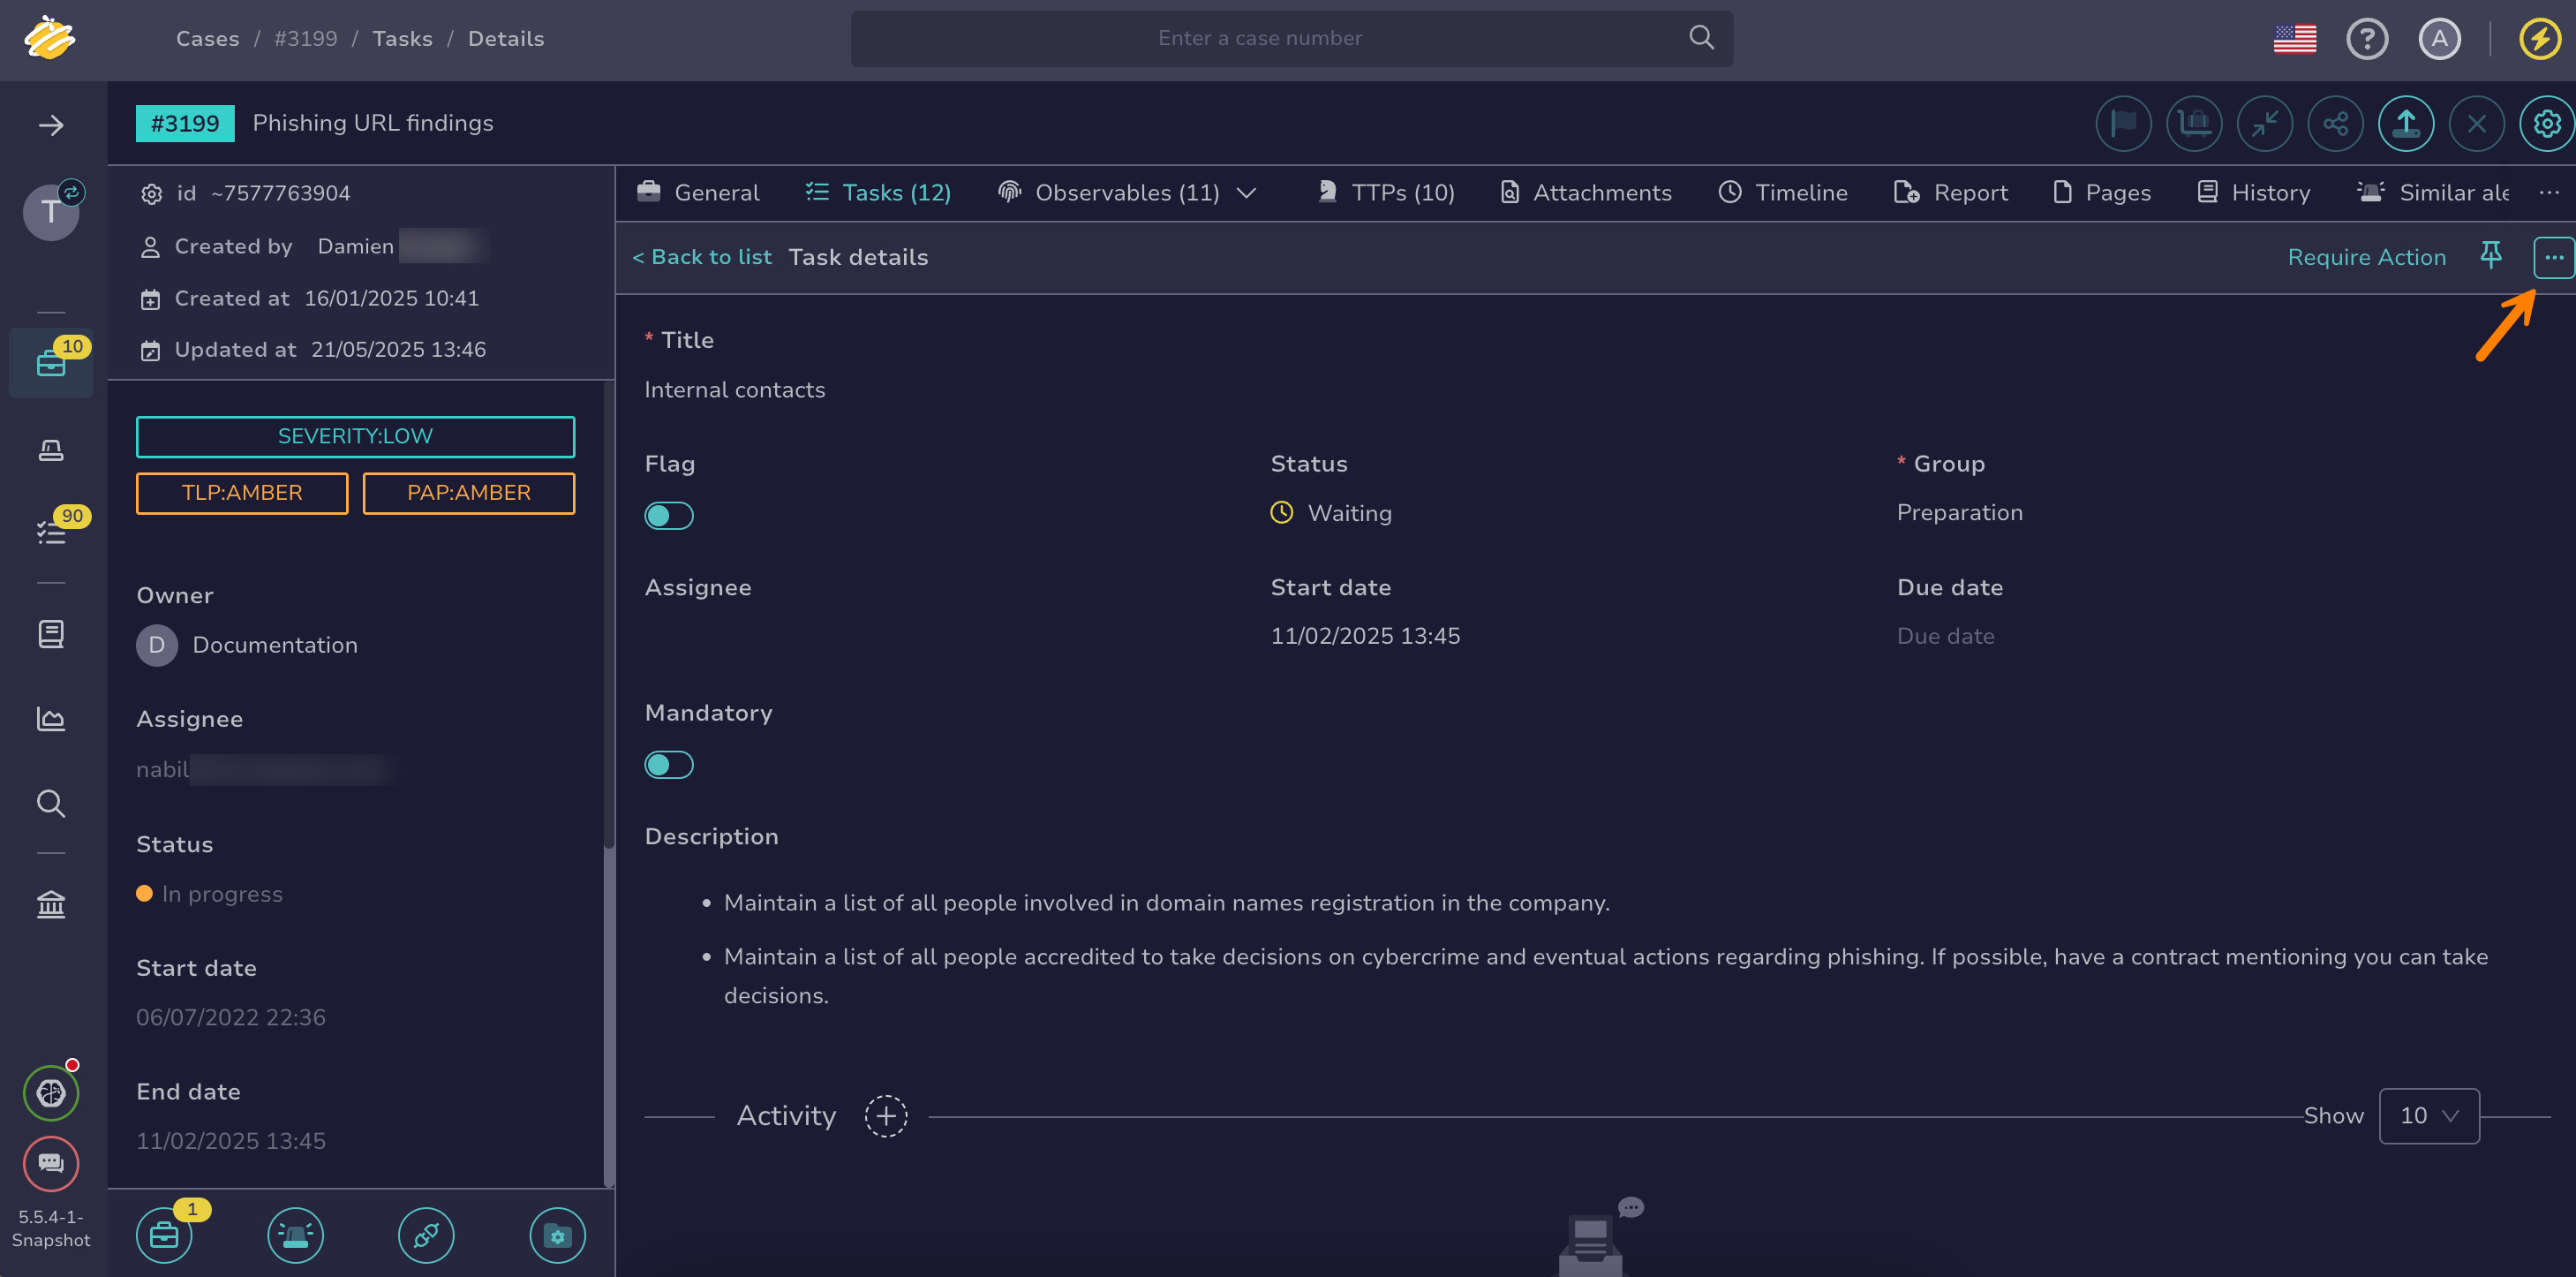 Cases / #3199 / Tasks / Details
Enter a case number
?
A
#3199 Phishing URL findings
T
id ~7577763904
Created by Damien
Created at 16/01/2025 10:41
Updated at 21/05/2025 13:46
General Tasks (12) Observables (11) TTPs (10) Attachments Timeline Report Pages History Similar ale ...
< Back to list Task details
Require Action
10
90
SEVERITY:LOW
TLP:AMBER PAP:AMBER
Owner
D Documentation
Assignee
nabil
Status
In progress
Start date
06/07/2022 22:36
End date
11/02/2025 13:45
1
5.5.4-1-
Snapshot
* Title
Internal contacts
Flag Status * Group
Waiting Preparation
Assignee Start date Due date
11/02/2025 13:45 Due date
Mandatory
Description
• Maintain a list of all people involved in domain names registration in the company.
• Maintain a list of all people accredited to take decisions on cybercrime and eventual actions regarding phishing. If possible, have a contract mentioning you can take
decisions.
Activity
Show 10